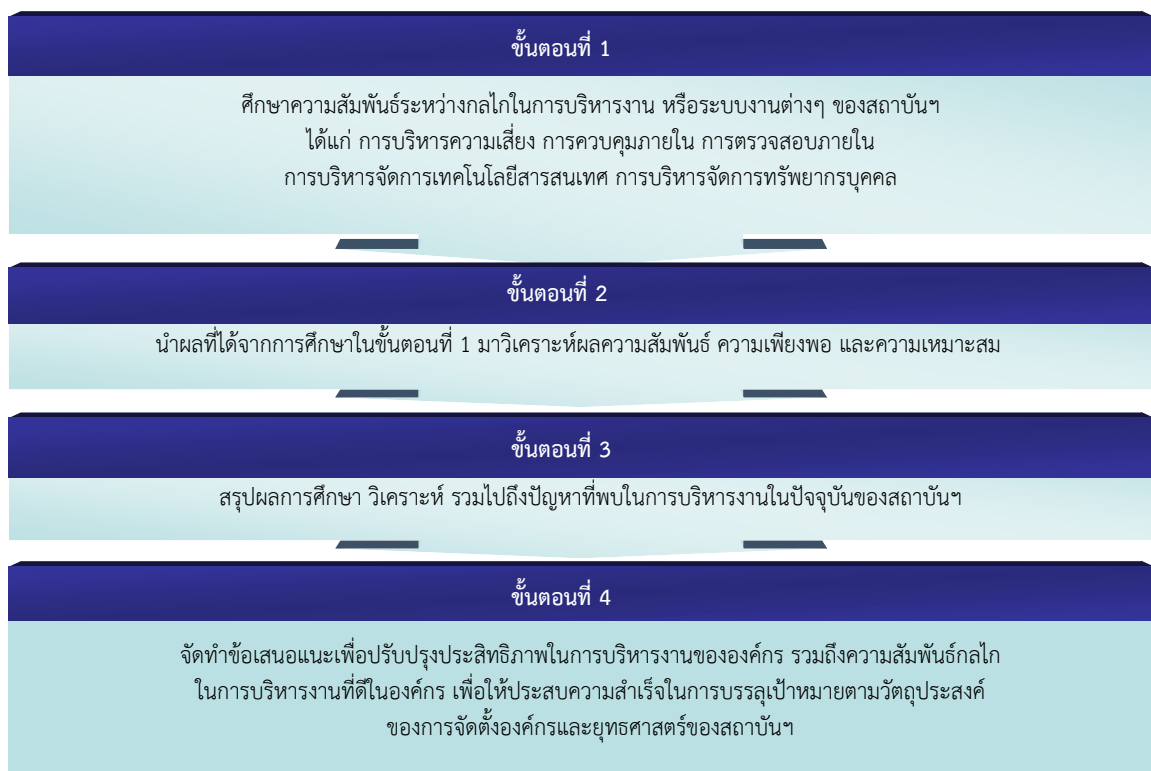 ขั้นตอนที่ 1
ศึกษาความสัมพันธ์ระหว่างกลไกในการบริหารงาน หรือระบบงานต่างๆ ของสถาบันฯ
ได้แก่ การบริหารความเสี่ยง การควบคุมภายใน การตรวจสอบภายใน
การบริหารจัดการเทคโนโลยีสารสนเทศ การบริหารจัดการทรัพยากรบุคคล
ขั้นตอนที่ 2
นำผลที่ได้จากการศึกษาในขั้นตอนที่ 1 มาวิเคราะห์ผลความสัมพันธ์ ความเพียงพอ และความเหมาะสม
ขั้นตอนที่ 3
สรุปผลการศึกษา วิเคราะห์ รวมไปถึงปัญหาที่พบในการบริหารงานในปัจจุบันของสถาบันฯ
ขั้นตอนที่ 4
จัดทำข้อเสนอแนะเพื่อปรับปรุงประสิทธิภาพในการบริหารงานขององค์กร รวมถึงความสัมพันธ์กลไก
ในการบริหารงานที่ดีในองค์กร เพื่อให้ประสบความสำเร็จในการบรรลุเป้าหมายตามวัตถุประสงค์
ของการจัดตั้งองค์กรและยุทธศาสตร์ของสถาบันฯ